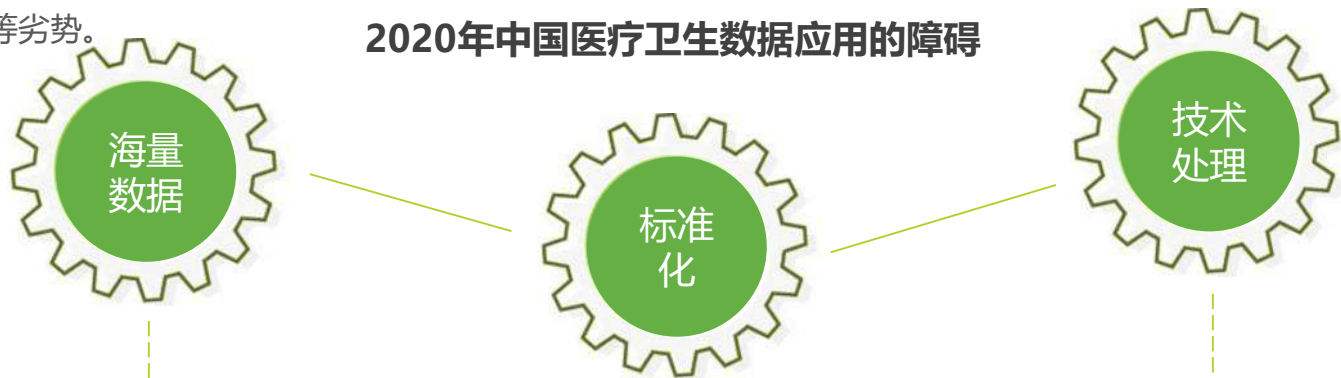 等劣势。
2020年中国医疗卫生数据应用的障碍
海量
数据
标准
化
技术
处理